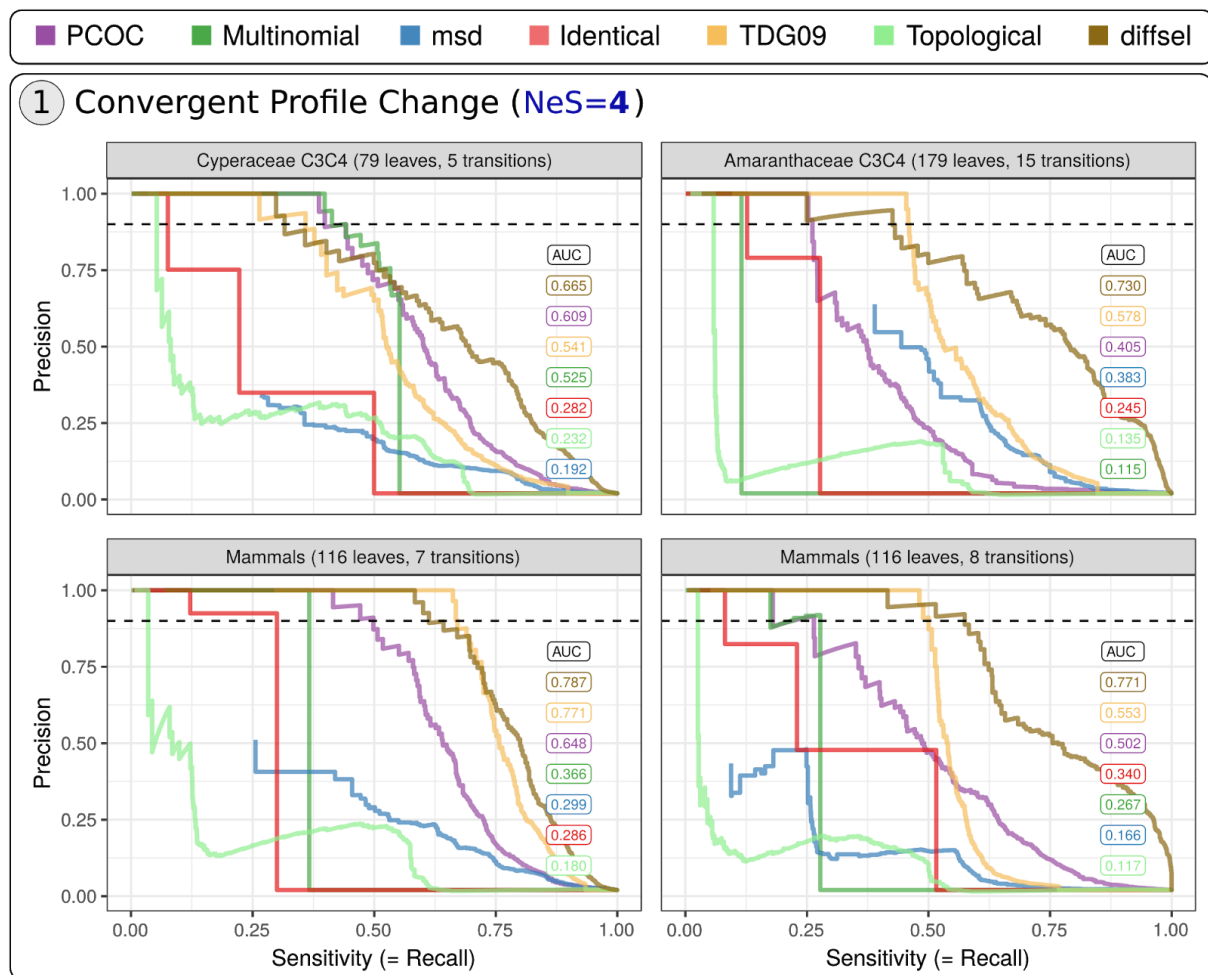 PCOC Multinomial msd Identical TDG09 Topological diffsel
1 Convergent Profile Change (NeS=4)
Cyperaceae C3C4 (79 leaves, 5 transitions)
Precision
1.00
0.75
0.50
0.25
0.00
AUC
0.665
0.609
0.541
0.525
0.282
0.232
0.192
Amaranthaceae C3C4 (179 leaves, 15 transitions)
AUC
0.730
0.578
0.405
0.383
0.245
0.135
0.115
Mammals (116 leaves, 7 transitions)
Precision
1.00
0.75
0.50
0.25
0.00
AUC
0.787
0.771
0.648
0.366
0.299
0.286
0.180
0.00 0.25 0.50 0.75 1.00
Sensitivity (= Recall)
Mammals (116 leaves, 8 transitions)
AUC
0.771
0.553
0.502
0.340
0.267
0.166
0.117
0.00 0.25 0.50 0.75 1.00
Sensitivity (= Recall)